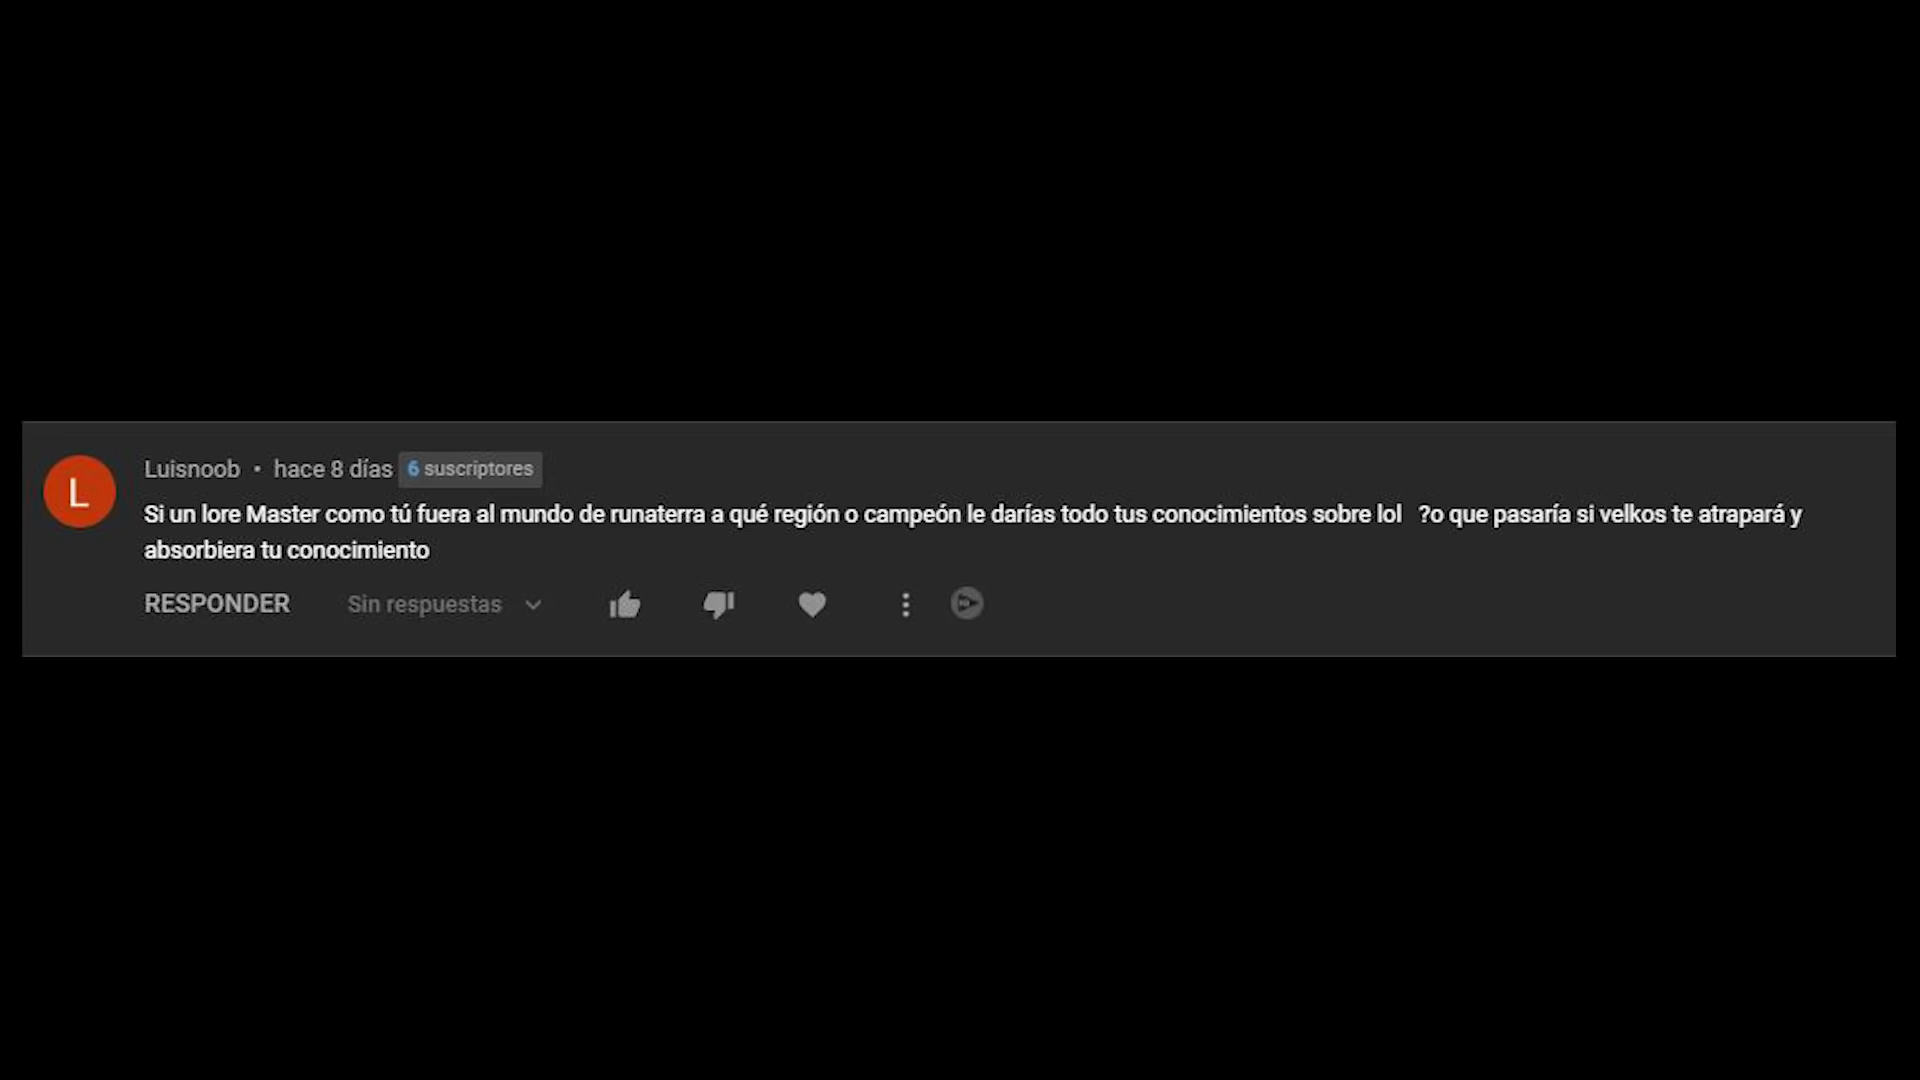 L
Luisnoob • hace 8 días 6 suscriptores
Si un lore Master como tú fuera al mundo de runaterra a qué región o campeón le darías todo tus conocimientos sobre lol ?o que pasaría si velkos te atrapará y
absorbiera tu conocimiento
RESPONDER Sin respuestas